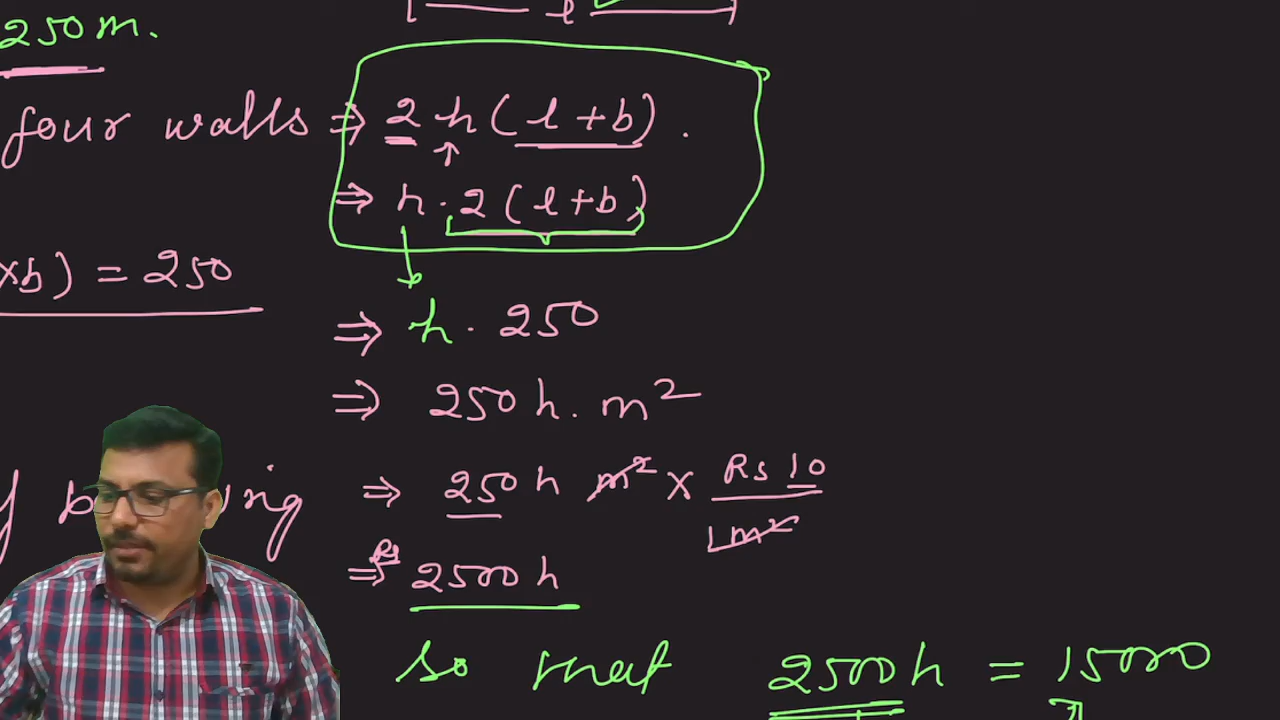 250m.
four walls ⇒ 2 h (l+b).
⇒ h · 2 (l+b)
×b) = 250
⇒ h · 250
⇒ 250 h . m²
⇒ 250 h m² × Rs 10 / 1m²
⇒ Rs 2500 h
so that 2500 h = 15000